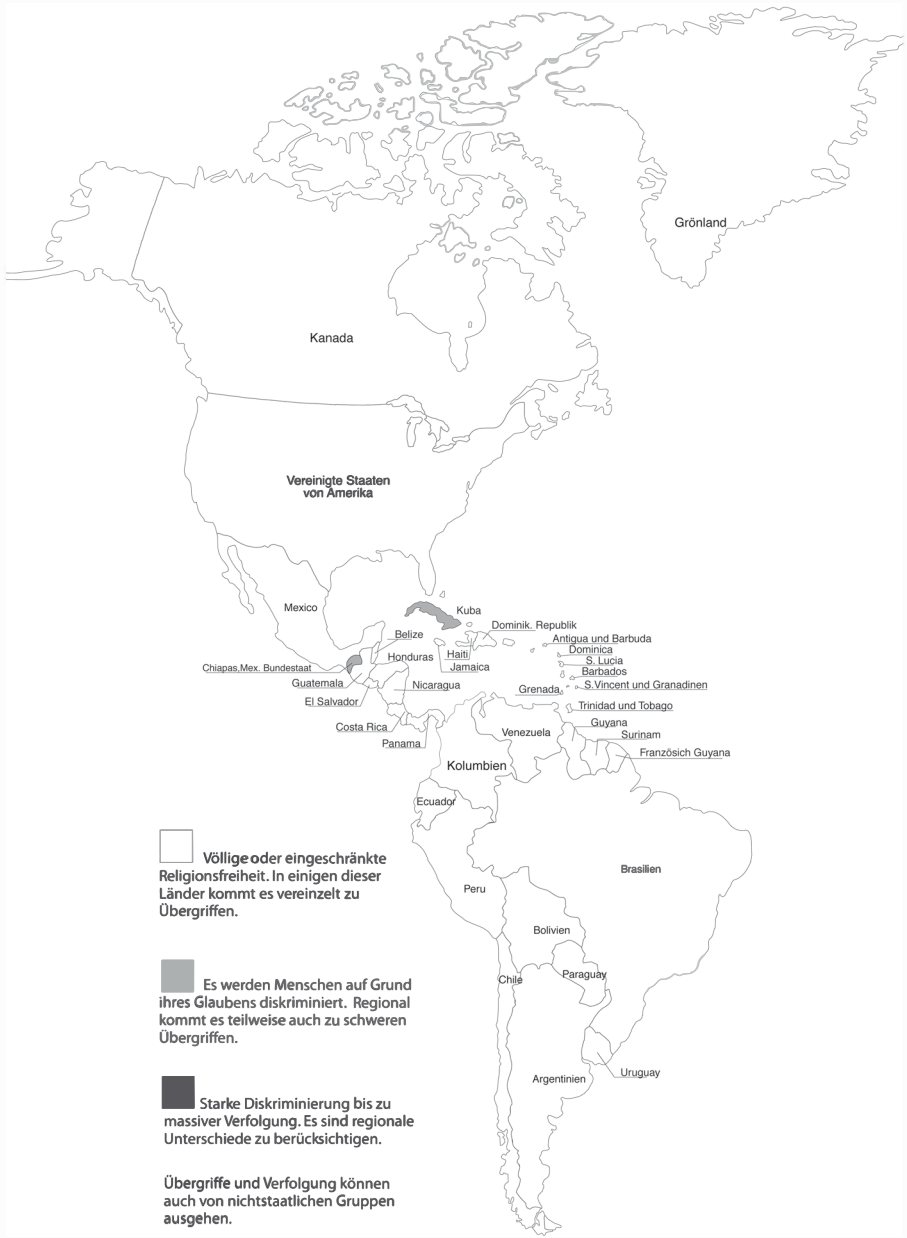 Grönland
Kanada
Vereinigte Staaten
von Amerika
Mexico
Kuba
Dominik. Republik
Belize
Antigua und Barbuda
Dominica
Haiti
Honduras
S. Lucia
Chiapas,Mex. Bundestaat
Jamaica
Barbados
Guatemala
Nicaragua
Grenada
S.Vincent und Granadinen
El Salvador
Trinidad und Tobago
Costa Rica
Guyana
Panama
Venezuela
Surinam
Französich Guyana
Kolumbien
Ecuador
Brasilien
Peru
Bolivien
Chile
Paraguay
Argentinien
Uruguay
Völlige oder eingeschränkte
Religionsfreiheit. In einigen dieser
Länder kommt es vereinzelt zu
Übergriffen.
Es werden Menschen auf Grund
ihres Glaubens diskriminiert. Regional
kommt es teilweise auch zu schweren
Übergriffen.
Starke Diskriminierung bis zu
massiver Verfolgung. Es sind regionale
Unterschiede zu berücksichtigen.
Übergriffe und Verfolgung können
auch von nichtstaatlichen Gruppen
ausgehen.